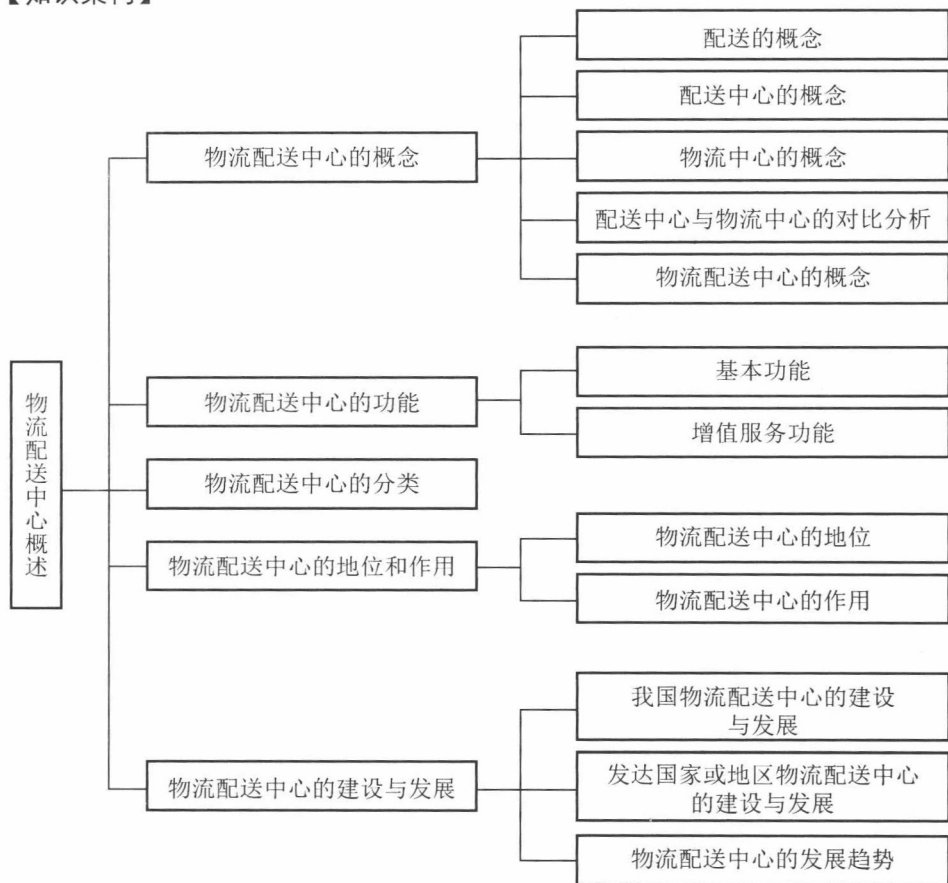 【知识架构】
物流配送中心概述
物流配送中心的概念
配送的概念
配送中心的概念
物流中心的概念
配送中心与物流中心的对比分析
物流配送中心的概念
物流配送中心的功能
基本功能
增值服务功能
物流配送中心的分类
物流配送中心的地位和作用
物流配送中心的地位
物流配送中心的作用
物流配送中心的建设与发展
我国物流配送中心的建设
与发展
发达国家或地区物流配送中心
的建设与发展
物流配送中心的发展趋势